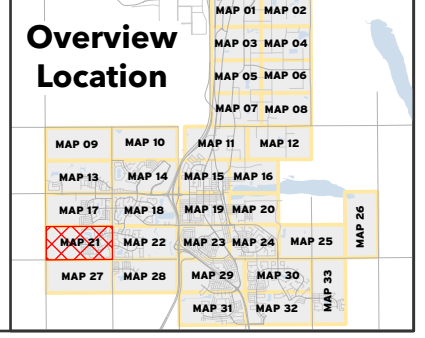 Overview
Location
MAP 01 MAP 02
MAP 03 MAP 04
MAP 05 MAP 06
MAP 07 MAP 08
MAP 09 MAP 10 MAP 11 MAP 12
MAP 13 MAP 14 MAP 15 MAP 16
MAP 17 MAP 18 MAP 19 MAP 20
MAP 26
MAP 21 MAP 22 MAP 23 MAP 24 MAP 25
MAP 27 MAP 28 MAP 29 MAP 30
MAP 33
MAP 31 MAP 32